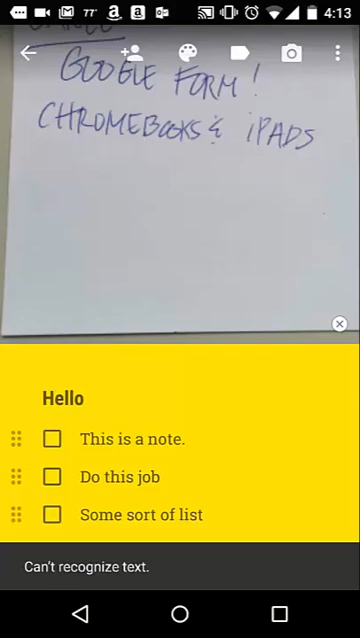 77°
4:13
GOOGLE FORM!
CHROMEBOOKS & iPADS
Hello
This is a note.
Do this job
Some sort of list
Can't recognize text.